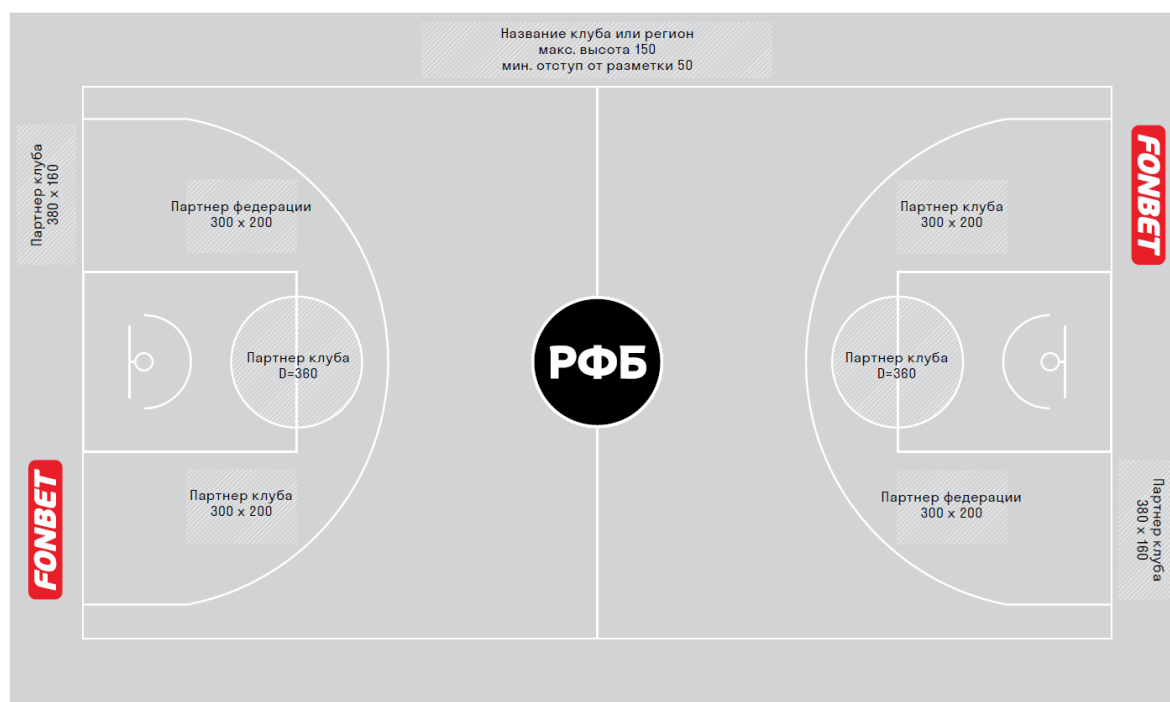 Название клуба или регион
макс. высота 150
мин. отступ от разметки 50
Партнер клуба
380 x 160
Партнер федерации
300 x 200
Партнер клуба
300 x 200
FONBET
Партнер клуба
D=360
РФБ
Партнер клуба
D=360
FONBET
Партнер клуба
300 x 200
Партнер федерации
300 x 200
Партнер клуба
380 x 160